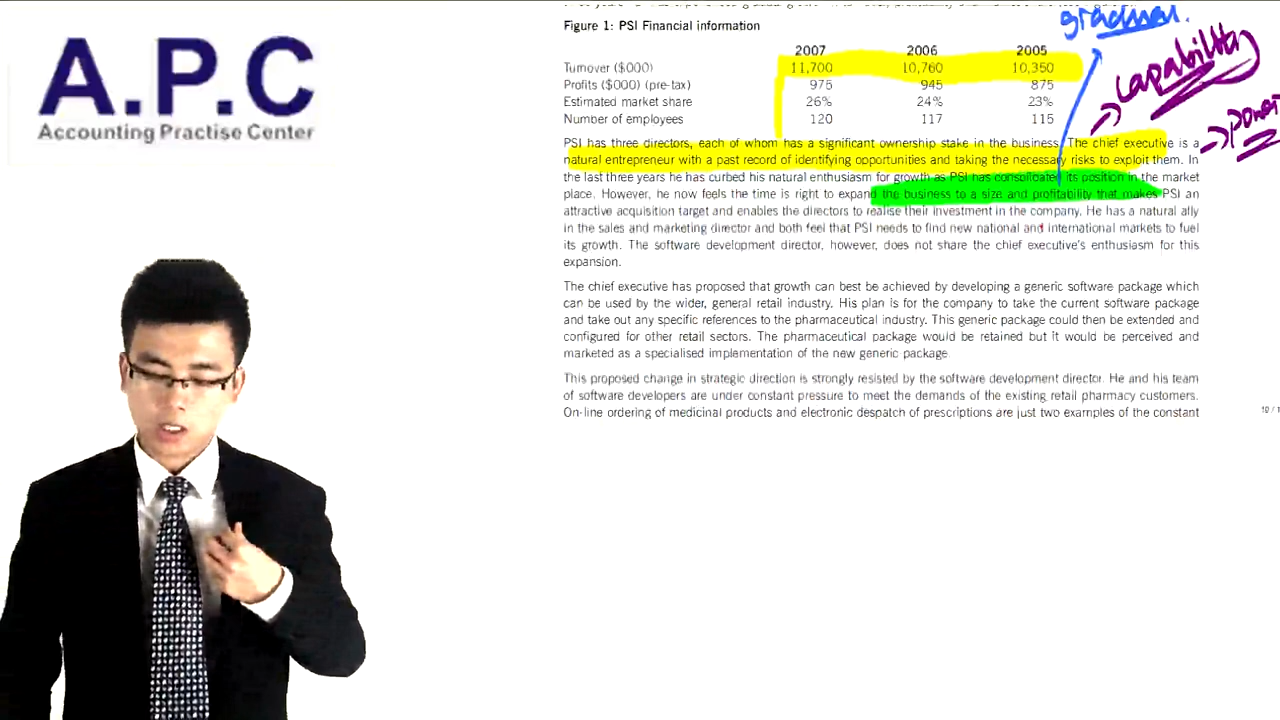 A.P.C
Accounting Practise Center
Figure 1: PSI Financial information
2007 2006 2005
Turnover ($000) 11,700 10,760 10,350
Profits ($000) (pre-tax) 975 945 875
Estimated market share 26% 24% 23%
Number of employees 120 117 115
gradual.
→ capability
→ power
PSI has three directors, each of whom has a significant ownership stake in the business. The chief executive is a
natural entrepreneur with a past record of identifying opportunities and taking the necessary risks to exploit them. In
the last three years he has curbed his natural enthusiasm for growth as PSI has consolidated its position in the market
place. However, he now feels the time is right to expand the business to a size and profitability that makes PSI an
attractive acquisition target and enables the directors to realise their investment in the company. He has a natural ally
in the sales and marketing director and both feel that PSI needs to find new national and international markets to fuel
its growth. The software development director, however, does not share the chief executive's enthusiasm for this
expansion.
The chief executive has proposed that growth can best be achieved by developing a generic software package which
can be used by the wider, general retail industry. His plan is for the company to take the current software package
and take out any specific references to the pharmaceutical industry. This generic package could then be extended and
configured for other retail sectors. The pharmaceutical package would be retained but it would be perceived and
marketed as a specialised implementation of the new generic package.
This proposed change in strategic direction is strongly resisted by the software development director. He and his team
of software developers are under constant pressure to meet the demands of the existing retail pharmacy customers.
On-line ordering of medicinal products and electronic despatch of prescriptions are just two examples of the constant